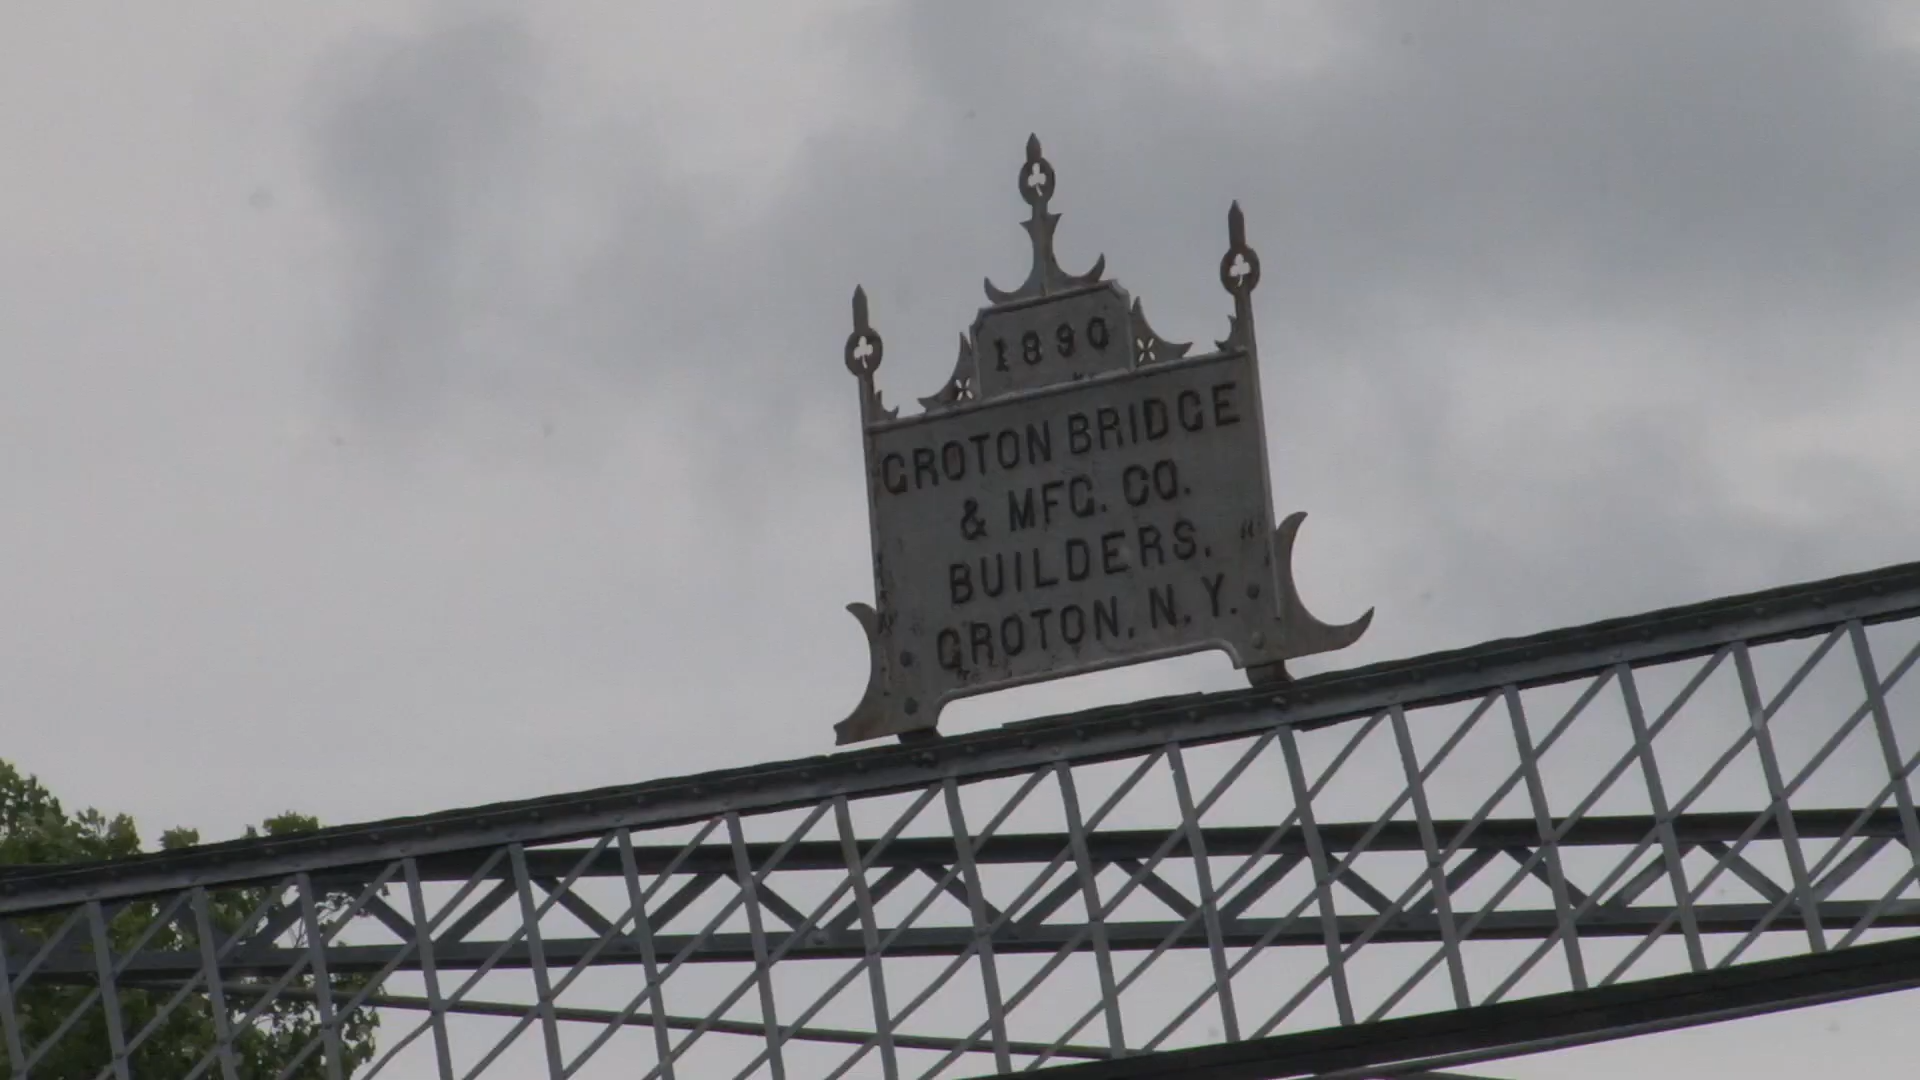 1890
GROTON BRIDGE
& MFG. CO.
BUILDERS.
GROTON, N.Y.